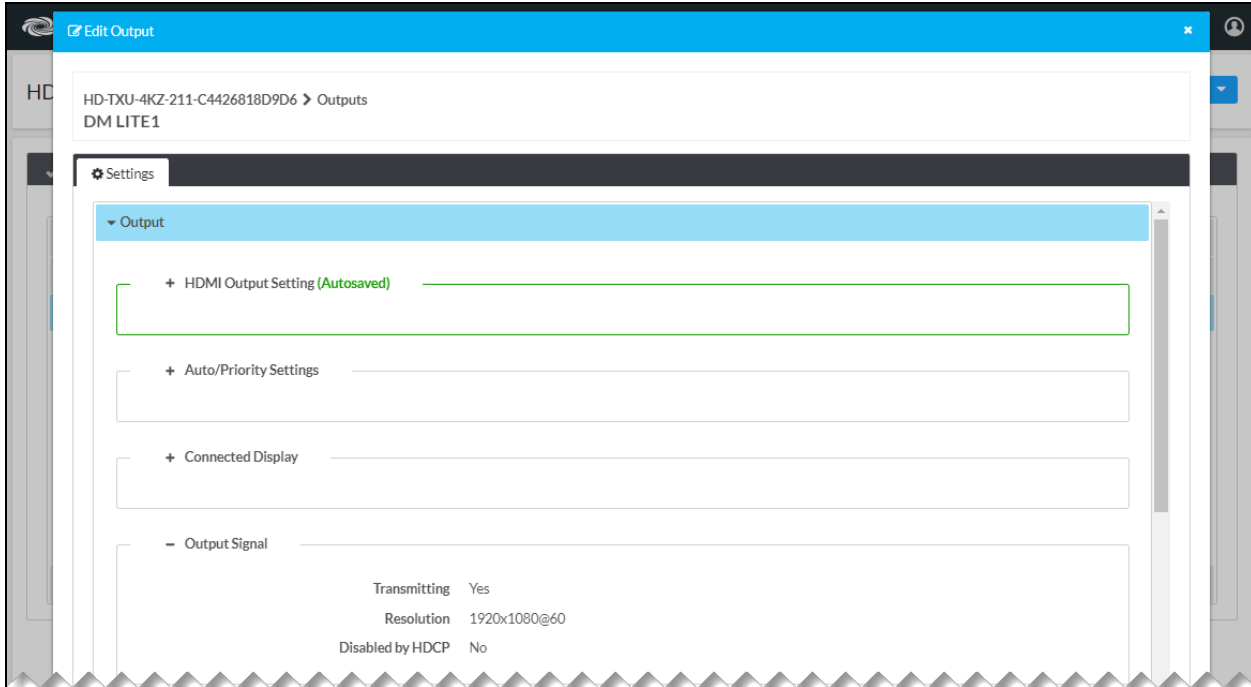 Edit Output
HD
HD-TXU-4KZ-211-C4426818D9D6 > Outputs
DM LITE1
Settings
Output
+ HDMI Output Setting (Autosaved)
+ Auto/Priority Settings
+ Connected Display
− Output Signal
Transmitting Yes
Resolution 1920x1080@60
Disabled by HDCP No